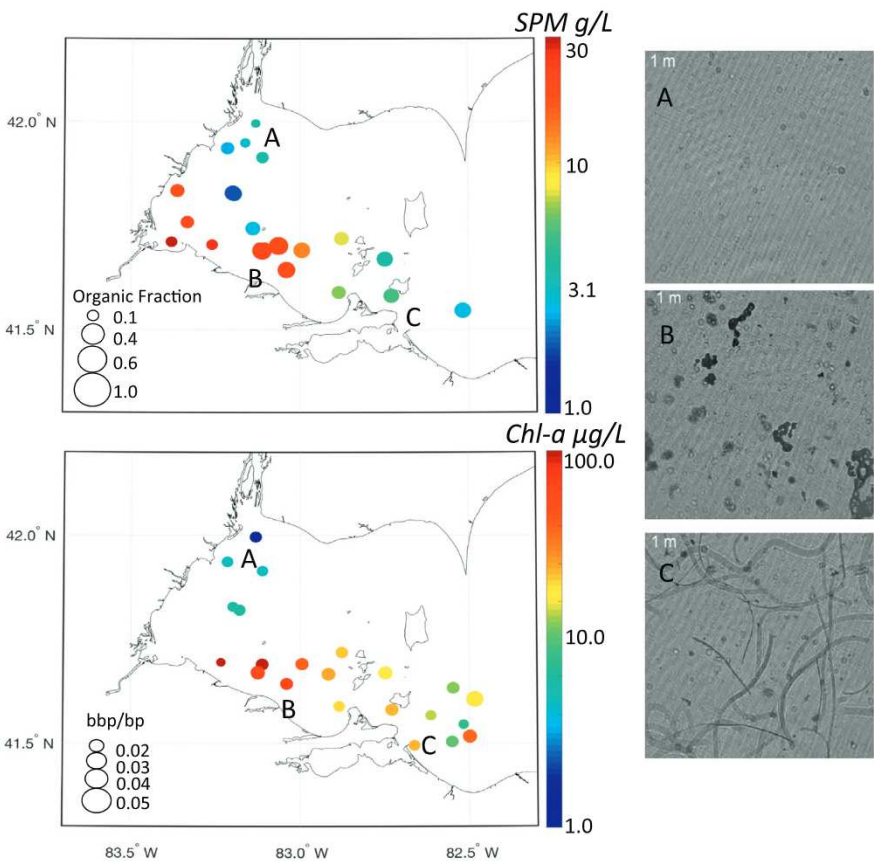 SPM g/L
30
10
3.1
1.0
42.0° N
41.5° N
A
B
C
Organic Fraction
0.1
0.4
0.6
1.0
Chl-a µg/L
100.0
10.0
1.0
42.0° N
41.5° N
A
B
C
bbp/bp
0.02
0.03
0.04
0.05
83.5° W
83.0° W
82.5° W
1 m
A
1 m
B
1 m
C